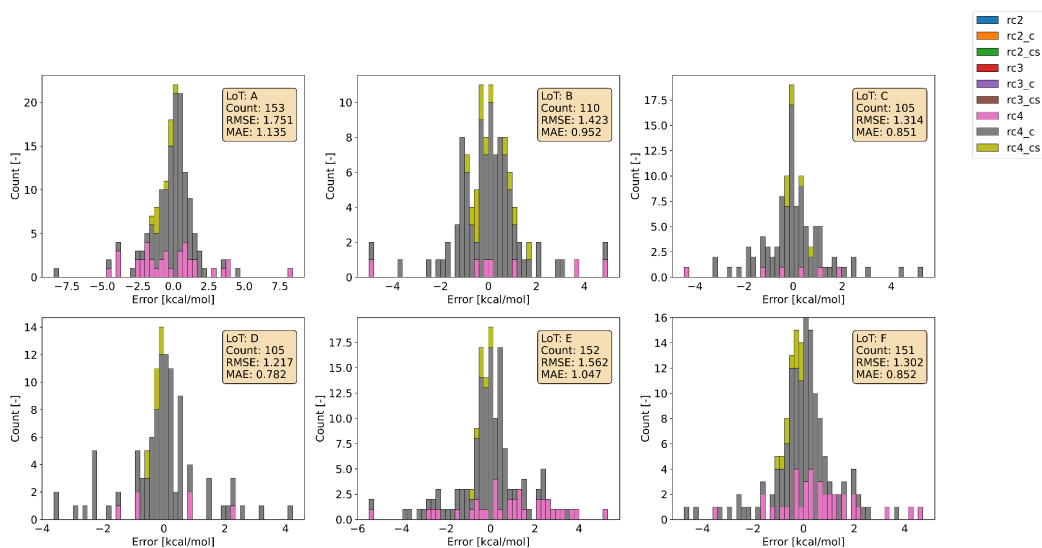 rc2
rc2_c
rc2_cs
rc3
rc3_c
rc3_cs
rc4
rc4_c
rc4_cs
LoT: A
Count: 153
RMSE: 1.751
MAE: 1.135
Count [-]
20
15
10
5
0
−7.5 −5.0 −2.5 0.0 2.5 5.0 7.5
Error [kcal/mol]
LoT: B
Count: 110
RMSE: 1.423
MAE: 0.952
Count [-]
10
8
6
4
2
0
−4 −2 0 2 4
Error [kcal/mol]
LoT: C
Count: 105
RMSE: 1.314
MAE: 0.851
Count [-]
17.5
15.0
12.5
10.0
7.5
5.0
2.5
0.0
−4 −2 0 2 4
Error [kcal/mol]
LoT: D
Count: 105
RMSE: 1.217
MAE: 0.782
Count [-]
14
12
10
8
6
4
2
0
−4 −2 0 2 4
Error [kcal/mol]
LoT: E
Count: 152
RMSE: 1.562
MAE: 1.047
Count [-]
17.5
15.0
12.5
10.0
7.5
5.0
2.5
0.0
−6 −4 −2 0 2 4
Error [kcal/mol]
LoT: F
Count: 151
RMSE: 1.302
MAE: 0.852
Count [-]
16
14
12
10
8
6
4
2
0
−4 −2 0 2 4
Error [kcal/mol]